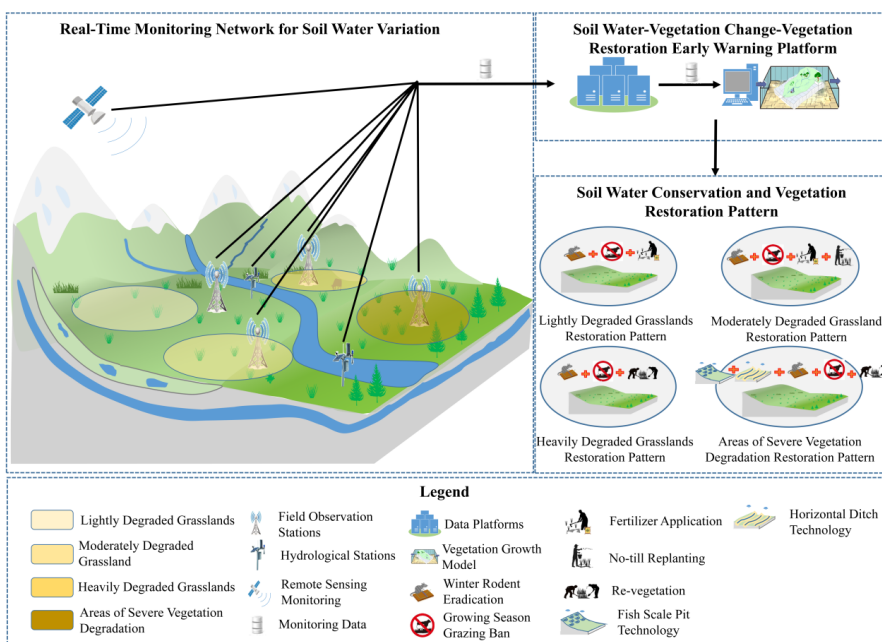 Real-Time Monitoring Network for Soil Water Variation
Soil Water-Vegetation Change-Vegetation
Restoration Early Warning Platform
Soil Water Conservation and Vegetation
Restoration Pattern
Lightly Degraded Grasslands
Restoration Pattern
Moderately Degraded Grassland
Restoration Pattern
Heavily Degraded Grasslands
Restoration Pattern
Areas of Severe Vegetation
Degradation Restoration Pattern
Legend
Lightly Degraded Grasslands
Moderately Degraded
Grassland
Heavily Degraded Grasslands
Areas of Severe Vegetation
Degradation
Field Observation
Stations
Hydrological Stations
Remote Sensing
Monitoring
Monitoring Data
Data Platforms
Vegetation Growth
Model
Winter Rodent
Eradication
Growing Season
Grazing Ban
Fertilizer Application
No-till Replanting
Re-vegetation
Fish Scale Pit
Technology
Horizontal Ditch
Technology